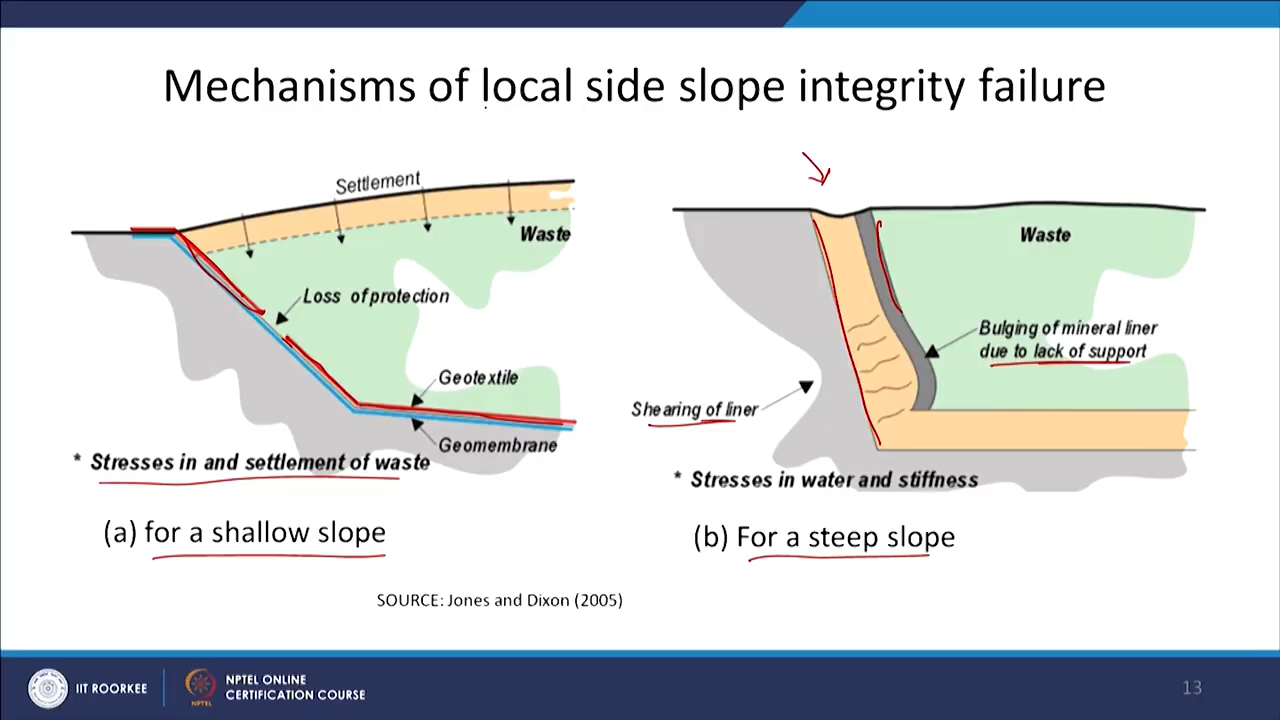 Mechanisms of local side slope integrity failure
Settlement
Waste
Loss of protection
Geotextile
Geomembrane
* Stresses in and settlement of waste
(a) for a shallow slope
Waste
Bulging of mineral liner
due to lack of support
Shearing of liner
* Stresses in water and stiffness
(b) For a steep slope
SOURCE: Jones and Dixon (2005)
IIT ROORKEE
NPTEL
NPTEL ONLINE
CERTIFICATION COURSE
13